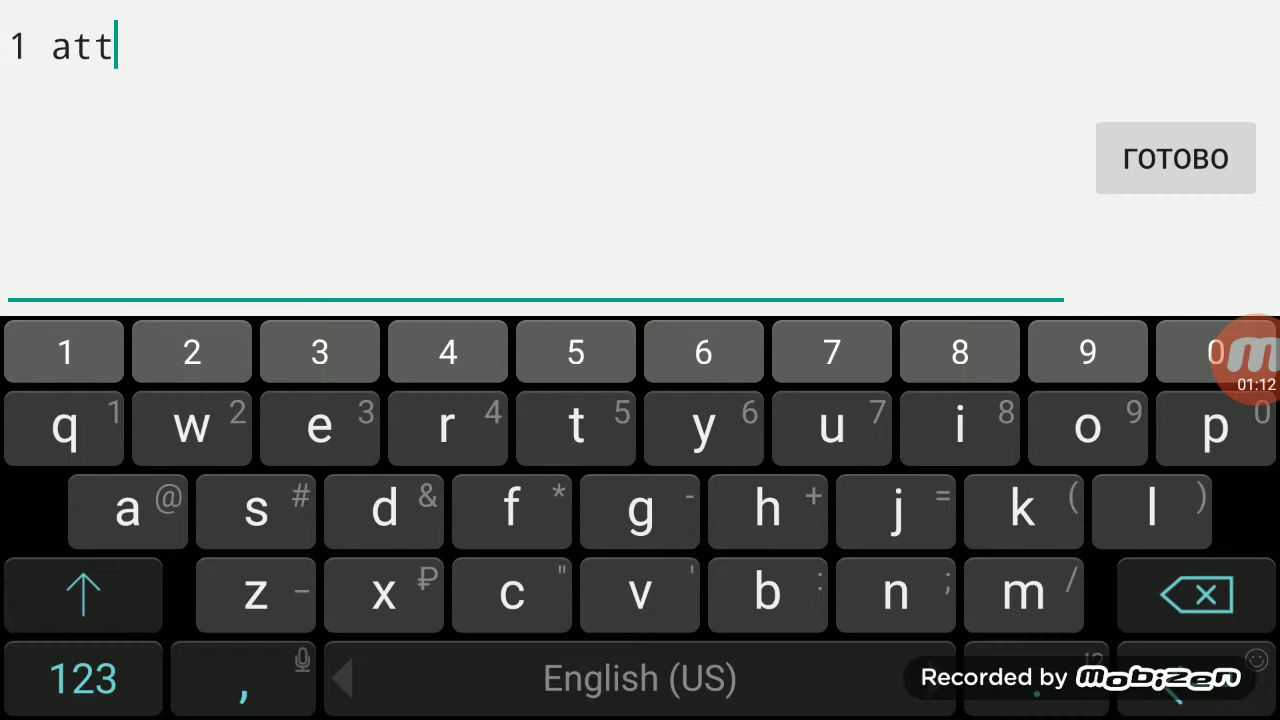 1 att
ГОТОВО
1 2 3 4 5 6 7 8 9 0
01:12
q 1 w 2 e 3 r 4 t 5 y 6 u 7 i 8 o 9 p 0
a @ s # d & f * g - h + j = k ( l )
z _ x ₽ c " v ' b : n ; m /
123 , English (US) !? .
Recorded by mobizen